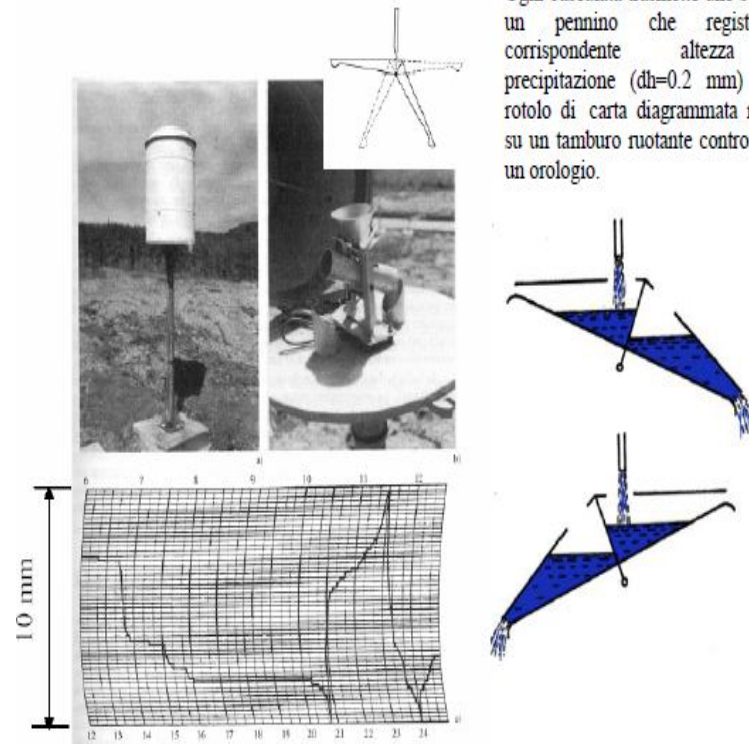 un pennino che regist
corrispondente altezza
precipitazione (dh=0.2 mm)
rotolo di carta diagrammata
su un tamburo ruotante contro
un orologio.
a)
b)
6 7 8 9 10 11 12
10 mm
12 13 14 15 16 17 18 19 20 21 22 23 24